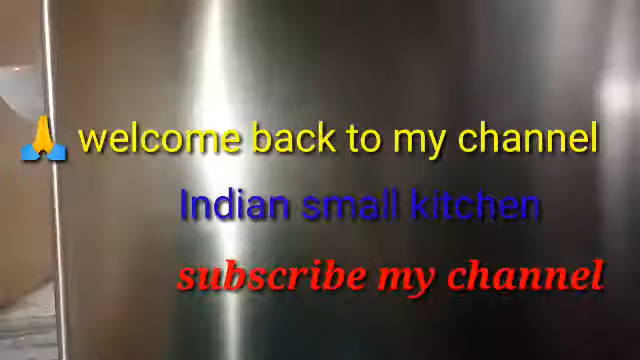 🙏 welcome back to my channel
Indian small kitchen
subscribe my channel